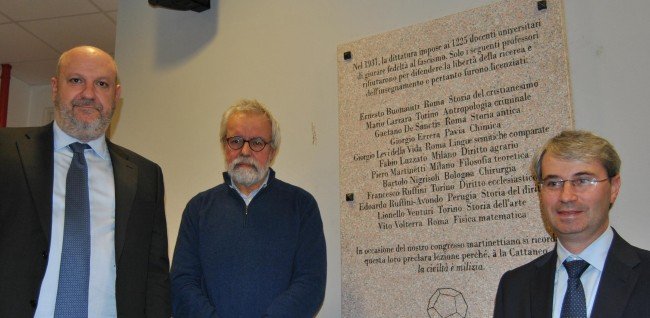 Nel 1931, la dittatura impose ai 1225 docenti universitari
di giurare fedeltà al fascismo. Solo i seguenti professori
rifiutarono per difendere la libertà della ricerca e
dell'insegnamento e pertanto furono licenziati:
Ernesto Buonaiuti Roma Storia del cristianesimo
Mario Carrara Torino Antropologia criminale
Gaetano De Sanctis Roma Storia antica
Giorgio Errera Pavia Chimica
Giorgio Levi della Vida Roma Lingue semitiche comparate
Fabio Luzzatto Milano Diritto agrario
Piero Martinetti Milano Filosofia teoretica
Bartolo Nigrisoli Bologna Chirurgia
Francesco Ruffini Torino Diritto ecclesiastico
Edoardo Ruffini-Avondo Perugia Storia del diri
Lionello Venturi Torino Storia dell'arte
Vito Volterra Roma Fisica matematica
In occasione del nostro congresso martinettiano si ricord
questa loro preclara lezione perché, à la Cattaneo
la civiltà è milizia.